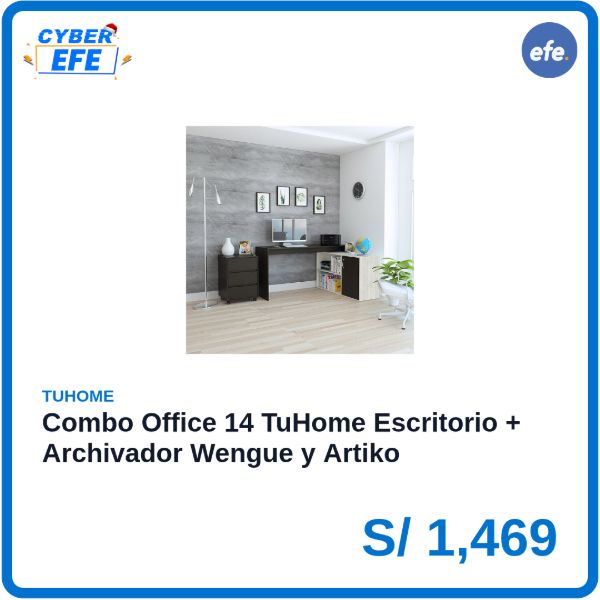 CYBER
EFE
efe.
TUHOME
Combo Office 14 TuHome Escritorio +
Archivador Wengue y Artiko
S/ 1,469